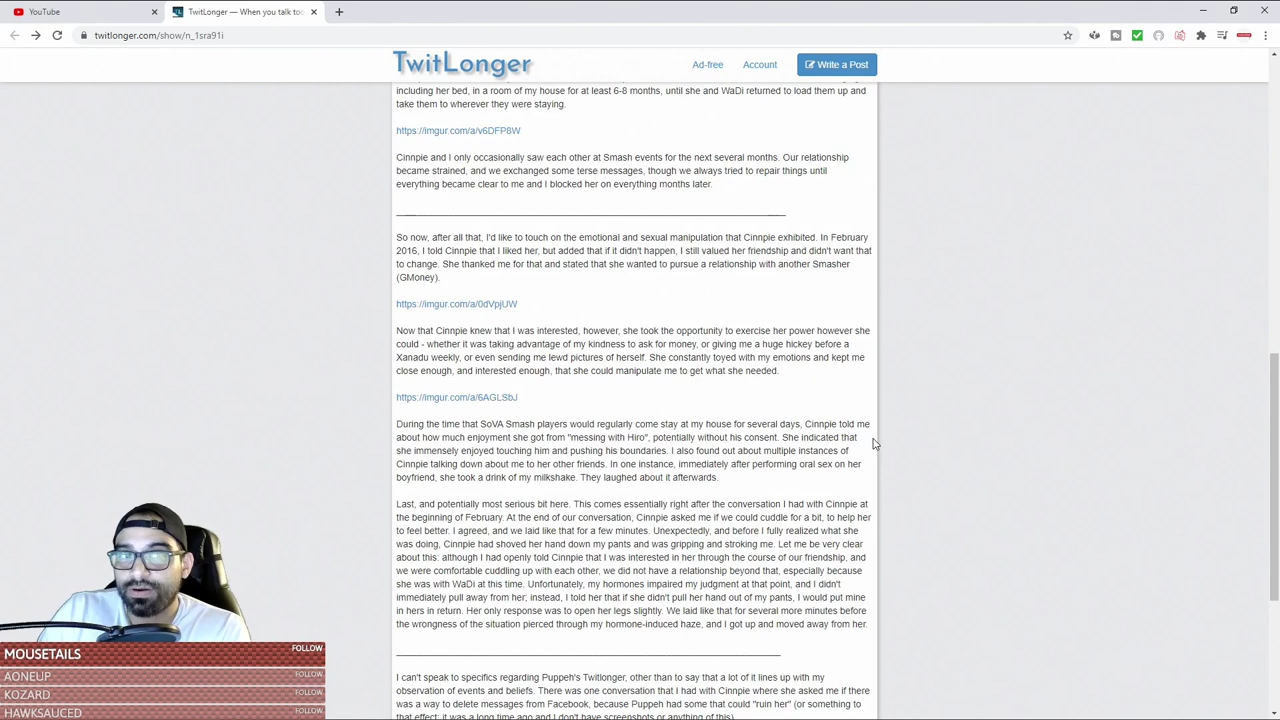 YouTube
TwitLonger — When you talk too
twitlonger.com/show/n_1sra91i
TwitLonger
Ad-free
Account
Write a Post
including her bed, in a room of my house for at least 6-8 months, until she and WaDi returned to load them up and
take them to wherever they were staying.
https://imgur.com/a/v6DFP8W
Cinnpie and I only occasionally saw each other at Smash events for the next several months. Our relationship
became strained, and we exchanged some terse messages, though we always tried to repair things until
everything became clear to me and I blocked her on everything months later.
So now, after all that, I'd like to touch on the emotional and sexual manipulation that Cinnpie exhibited. In February
2016, I told Cinnpie that I liked her, but added that if it didn't happen, I still valued her friendship and didn't want that
to change. She thanked me for that and stated that she wanted to pursue a relationship with another Smasher
(GMoney).
https://imgur.com/a/0dVpjUW
Now that Cinnpie knew that I was interested, however, she took the opportunity to exercise her power however she
could - whether it was taking advantage of my kindness to ask for money, or giving me a huge hickey before a
Xanadu weekly, or even sending me lewd pictures of herself. She constantly toyed with my emotions and kept me
close enough, and interested enough, that she could manipulate me to get what she needed.
https://imgur.com/a/6AGLSbJ
During the time that SoVA Smash players would regularly come stay at my house for several days, Cinnpie told me
about how much enjoyment she got from "messing with Hiro", potentially without his consent. She indicated that
she immensely enjoyed touching him and pushing his boundaries. I also found out about multiple instances of
Cinnpie talking down about me to her other friends. In one instance, immediately after performing oral sex on her
boyfriend, she took a drink of my milkshake. They laughed about it afterwards.
Last, and potentially most serious bit here. This comes essentially right after the conversation I had with Cinnpie at
the beginning of February. At the end of our conversation, Cinnpie asked me if we could cuddle for a bit, to help her
to feel better. I agreed, and we laid like that for a few minutes. Unexpectedly, and before I fully realized what she
was doing, Cinnpie had shoved her hand down my pants and was gripping and stroking me. Let me be very clear
about this: although I had openly told Cinnpie that I was interested in her through the course of our friendship, and
we were comfortable cuddling up with each other, we did not have a relationship beyond that, especially because
she was with WaDi at this time. Unfortunately, my hormones impaired my judgment at that point, and I didn't
immediately pull away from her; instead, I told her that if she didn't pull her hand out of my pants, I would put mine
in hers in return. Her only response was to open her legs slightly. We laid like that for several more minutes before
the wrongness of the situation pierced through my hormone-induced haze, and I got up and moved away from her.
I can't speak to specifics regarding Puppeh's Twitlonger, other than to say that a lot of it lines up with my
observation of events and beliefs. There was one conversation that I had with Cinnpie where she asked me if there
was a way to delete messages from Facebook, because Puppeh had some that could "ruin her" (or something to
that effect; it was a long time ago and I don't have screenshots or anything of this).
MOUSETAILS FOLLOW
AONEUP FOLLOW
KOZARD FOLLOW
HAWKSAUCED FOLLOW